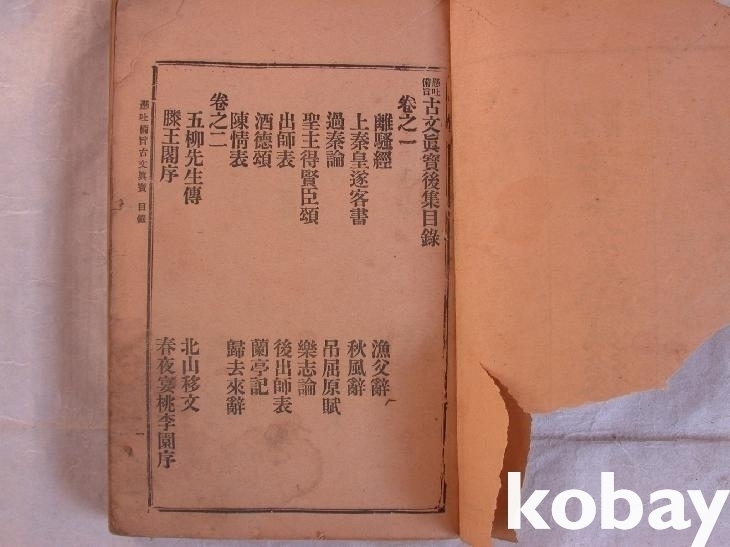 懸吐備旨古文眞寶後集目錄
卷之一
離騷經 漁父辭
上秦皇逐客書 秋風辭
過秦論 吊屈原賦
聖主得賢臣頌 樂志論
出師表 後出師表
酒德頌 蘭亭記
陳情表 歸去來辭
卷之二
五柳先生傳 北山移文
滕王閣序 春夜宴桃李園序
懸吐備旨古文眞寶 目錄 一
kobay